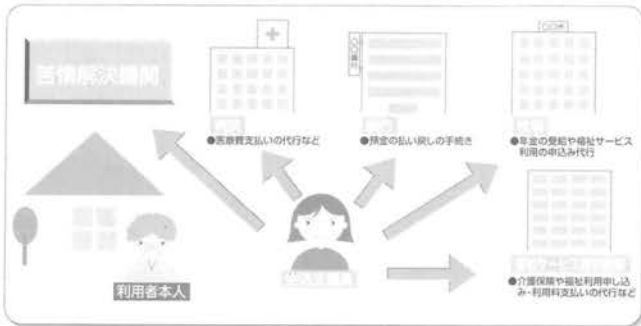 苦情解決機関
○○銀行
○○市
●医療費支払いの代行など
●預金の払い戻しの手続き
●年金の受給や福祉サービス
利用の申込み代行
利用者本人
●介護保険や福祉利用申し込
み・利用料支払いの代行など